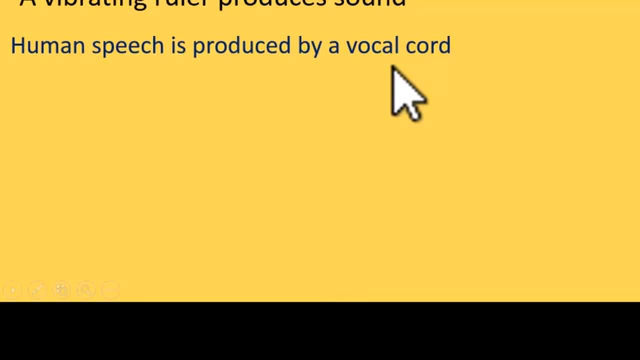 A vibrating ruler produces sound
Human speech is produced by a vocal cord